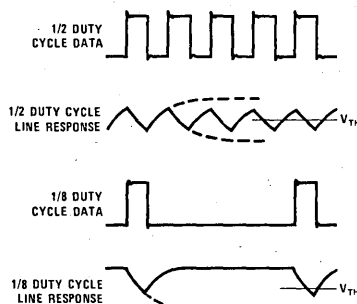 1/2 DUTY
CYCLE DATA
1/2 DUTY CYCLE
LINE RESPONSE
VTH
1/8 DUTY
CYCLE DATA
1/8 DUTY CYCLE
LINE RESPONSE
VTH